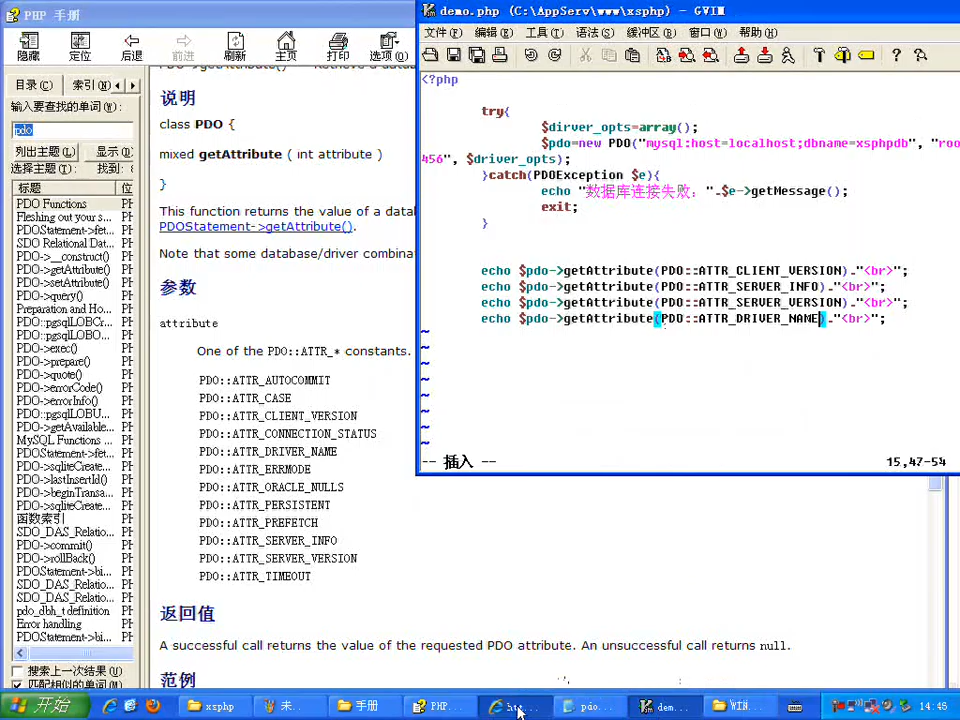 PHP 手册
隐藏 定位 后退 前进 刷新 主页 打印 选项(O)
目录(C) 索引(N)
输入要查找的单词(W):
pdo
列出主题(L) 显示(D)
选择主题(T): 找到:
标题 位
PDO Functions
Fleshing out your s...
PDOStatement->fet...
SDO Relational Dat...
PDO->__construct()
PDO->getAttribute()
PDO->setAttribute()
PDO->query()
Preparation and Ho...
PDO::pgsqlLOBCr...
PDO::pgsqlLOBO...
PDO->exec()
PDO->prepare()
PDO->quote()
PDO->errorCode()
PDO->errorInfo()
PDO::pgsqlLOBU...
PDO->getAvailable...
MySQL Functions
PDOStatement->fet...
PDO->sqliteCreate...
PDO->lastInsertId()
PDO->beginTransa...
PDO->sqliteCreate...
函数索引
SDO_DAS_Relatio...
PDO->commit()
PDO->rollBack()
PDOStatement->bi...
SDO_DAS_Relatio...
SDO_DAS_Relatio...
pdo_dbh_t definition
Error handling
PDOStatement->bi...
搜索上一次结果(U)
匹配相似的单词(M)
说明
class PDO {
mixed getAttribute ( int attribute )
}
This function returns the value of a datab
PDOStatement->getAttribute().
Note that some database/driver combinat
参数
attribute
One of the PDO::ATTR_* constants.
PDO::ATTR_AUTOCOMMIT
PDO::ATTR_CASE
PDO::ATTR_CLIENT_VERSION
PDO::ATTR_CONNECTION_STATUS
PDO::ATTR_DRIVER_NAME
PDO::ATTR_ERRMODE
PDO::ATTR_ORACLE_NULLS
PDO::ATTR_PERSISTENT
PDO::ATTR_PREFETCH
PDO::ATTR_SERVER_INFO
PDO::ATTR_SERVER_VERSION
PDO::ATTR_TIMEOUT
返回值
A successful call returns the value of the requested PDO attribute. An unsuccessful call returns null.
范例
demo.php (C:\AppServ\www\xsphp) - GVIM
文件(F) 编辑(E) 工具(T) 语法(S) 缓冲区(B) 窗口(W) 帮助(H)
<?php
try{
$dirver_opts=array();
$pdo=new PDO("mysql:host=localhost;dbname=xsphpdb", "roo
456", $driver_opts);
}catch(PDOException $e){
echo "数据库连接失败：".$e->getMessage();
exit;
}
echo $pdo->getAttribute(PDO::ATTR_CLIENT_VERSION)."<br>";
echo $pdo->getAttribute(PDO::ATTR_SERVER_INFO)."<br>";
echo $pdo->getAttribute(PDO::ATTR_SERVER_VERSION)."<br>";
echo $pdo->getAttribute(PDO::ATTR_DRIVER_NAME)."<br>";
~
~
~
~
~
~
~
~
-- 插入 -- 15,47-54
开始 xsphp 未... 手册 PHP... htt... pdo... dem... WIN... 14:46